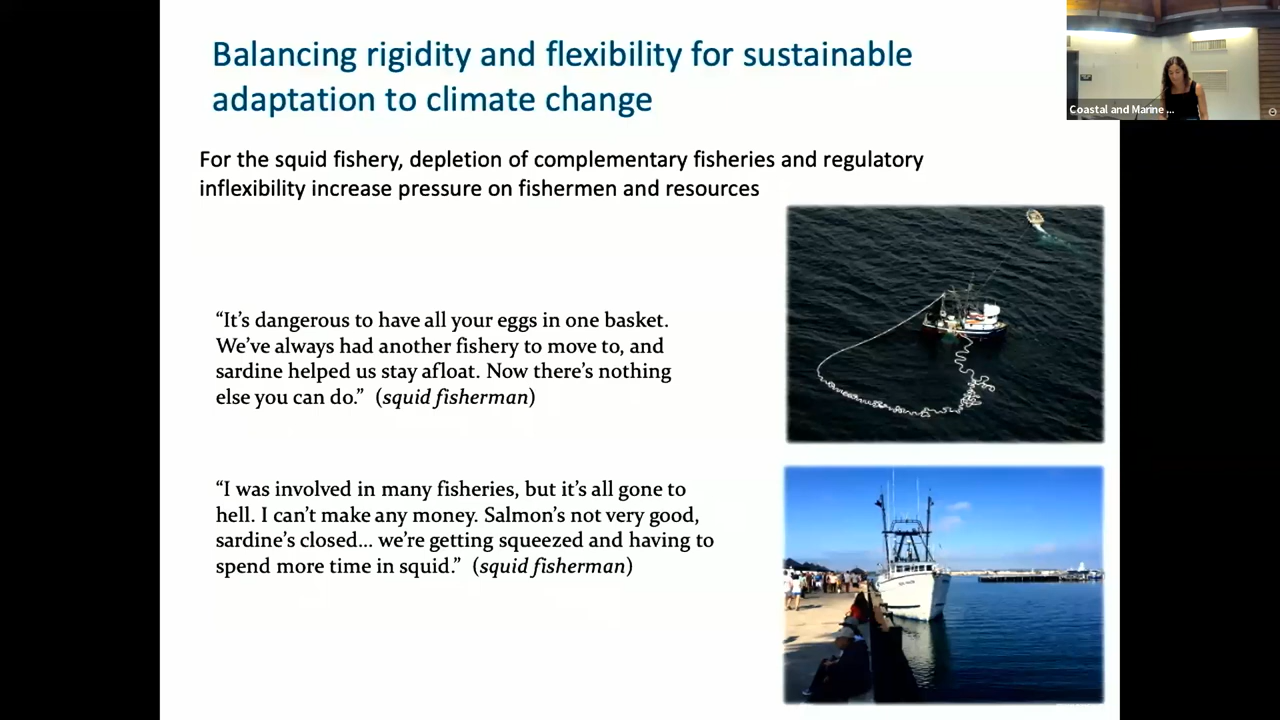 Balancing rigidity and flexibility for sustainable
adaptation to climate change
Coastal and Marine ...
For the squid fishery, depletion of complementary fisheries and regulatory
inflexibility increase pressure on fishermen and resources
“It’s dangerous to have all your eggs in one basket.
We’ve always had another fishery to move to, and
sardine helped us stay afloat. Now there’s nothing
else you can do.” (squid fisherman)
“I was involved in many fisheries, but it’s all gone to
hell. I can’t make any money. Salmon’s not very good,
sardine’s closed... we’re getting squeezed and having to
spend more time in squid.” (squid fisherman)